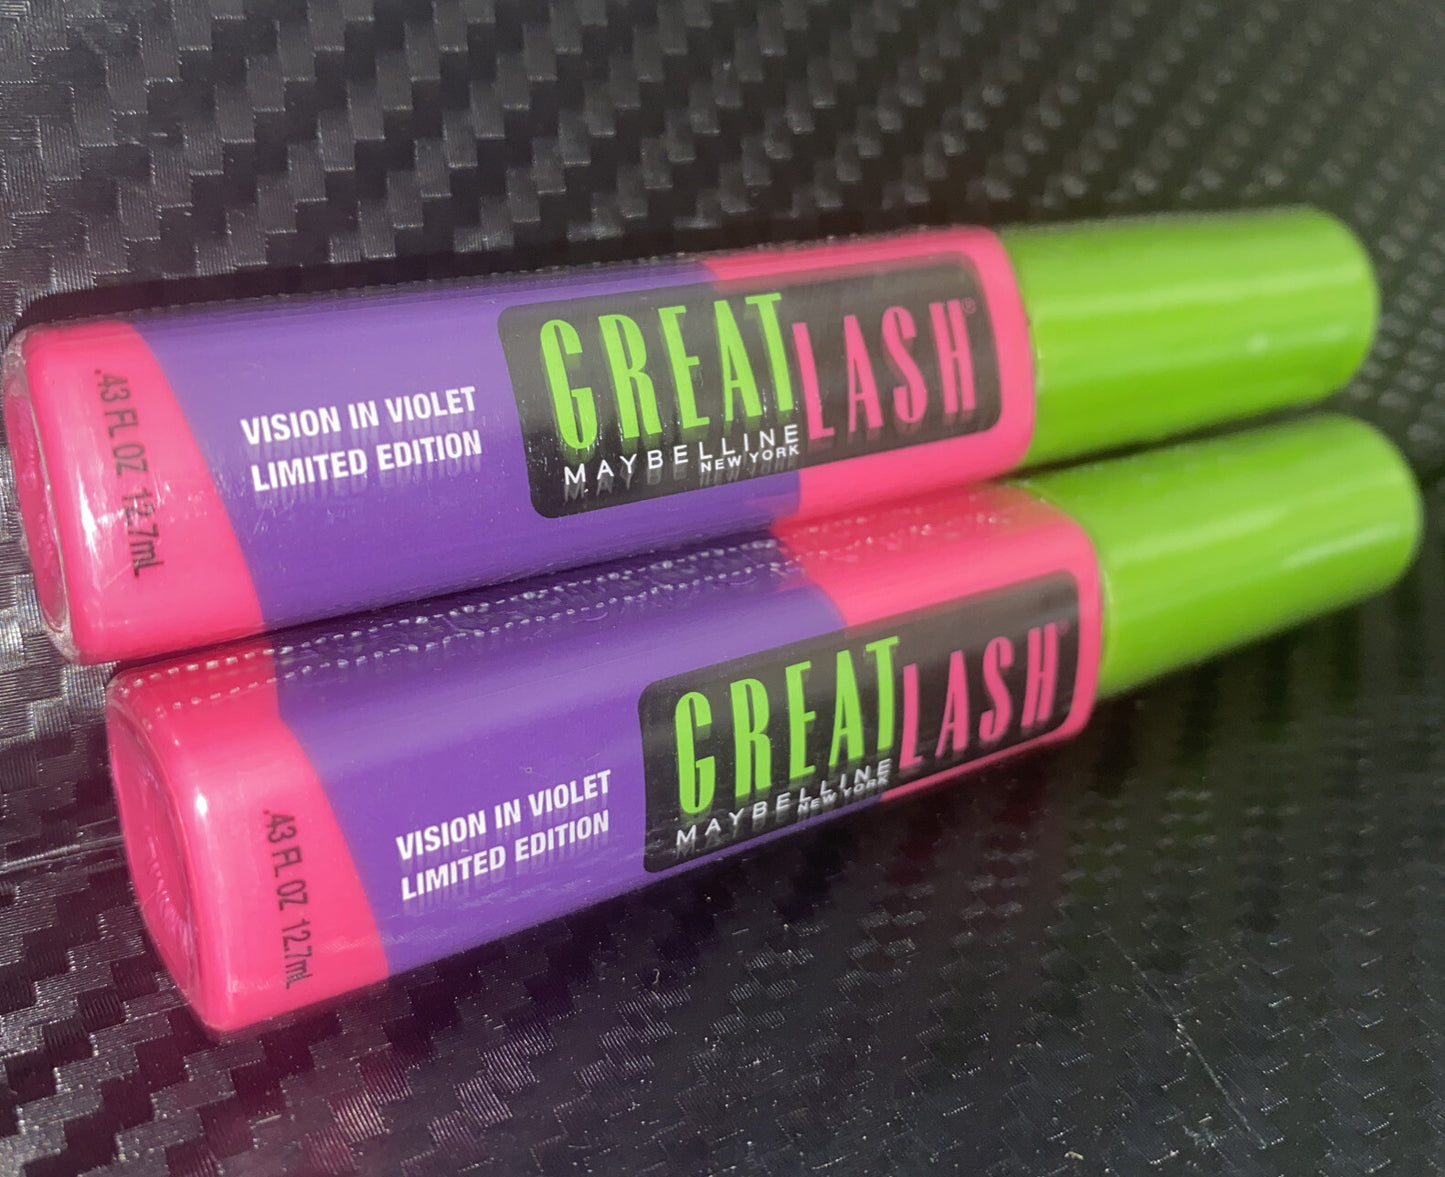 .43 FL OZ 12.7mL
VISION IN VIOLET
LIMITED EDITION
GREAT LASH®
MAYBELLINE
NEW YORK
.43 FL OZ 12.7mL
VISION IN VIOLET
LIMITED EDITION
GREAT LASH
MAYBELLINE
NEW YORK